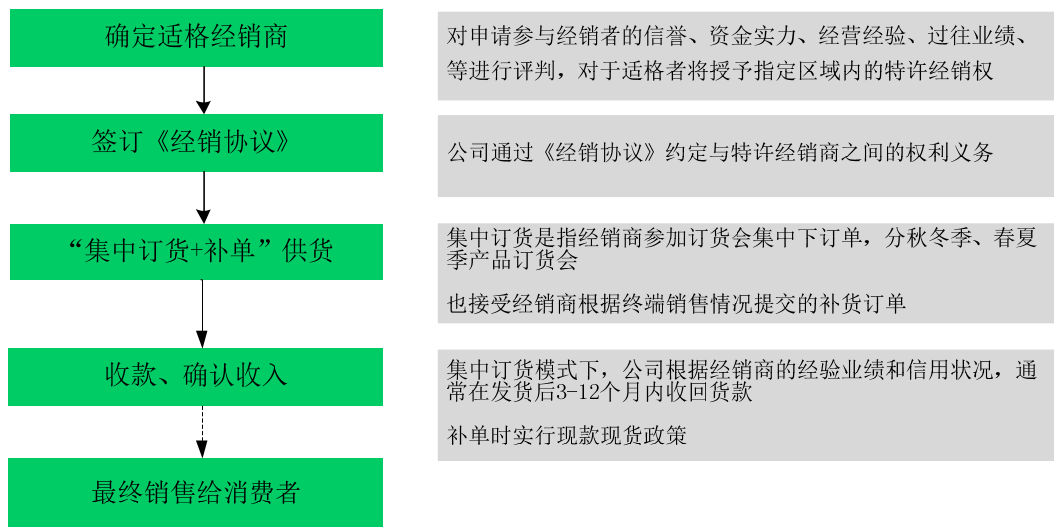 确定适格经销商
对申请参与经销者的信誉、资金实力、经营经验、过往业绩、
等进行评判，对于适格者将授予指定区域内的特许经销权
签订《经销协议》
公司通过《经销协议》约定与特许经销商之间的权利义务
“集中订货+补单”供货
集中订货是指经销商参加订货会集中下订单，分秋冬季、春夏
季产品订货会
也接受经销商根据终端销售情况提交的补货订单
收款、确认收入
集中订货模式下，公司根据经销商的经验业绩和信用状况，通
常在发货后3-12个月内收回货款
补单时实行现款现货政策
最终销售给消费者